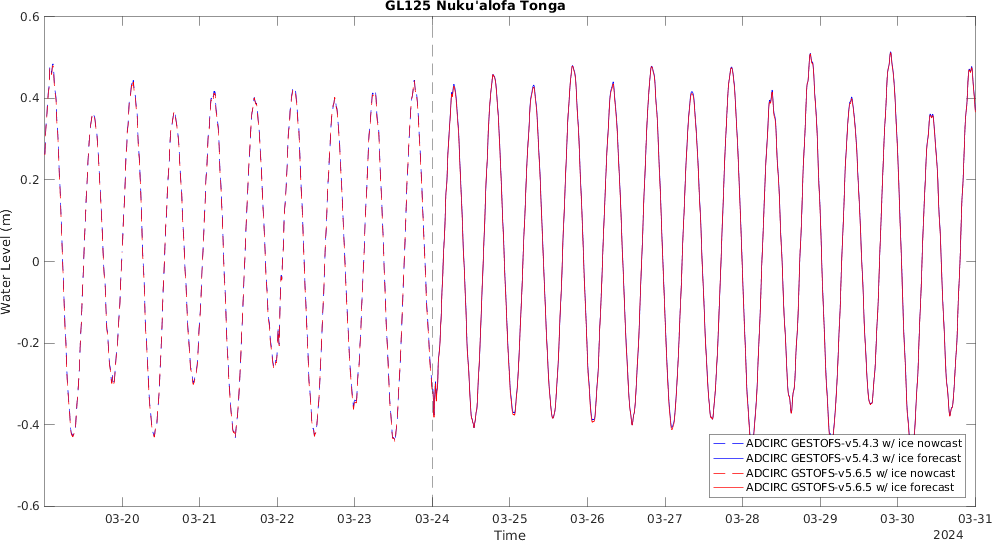 GL125 Nuku'alofa Tonga
0.6
0.4
0.2
0
-0.2
-0.4
-0.6
Water Level (m)
ADCIRC GESTOFS-v5.4.3 w/ ice nowcast
ADCIRC GESTOFS-v5.4.3 w/ ice forecast
ADCIRC GSTOFS-v5.6.5 w/ ice nowcast
ADCIRC GSTOFS-v5.6.5 w/ ice forecast
03-20 03-21 03-22 03-23 03-24 03-25 03-26 03-27 03-28 03-29 03-30 03-31
Time
2024